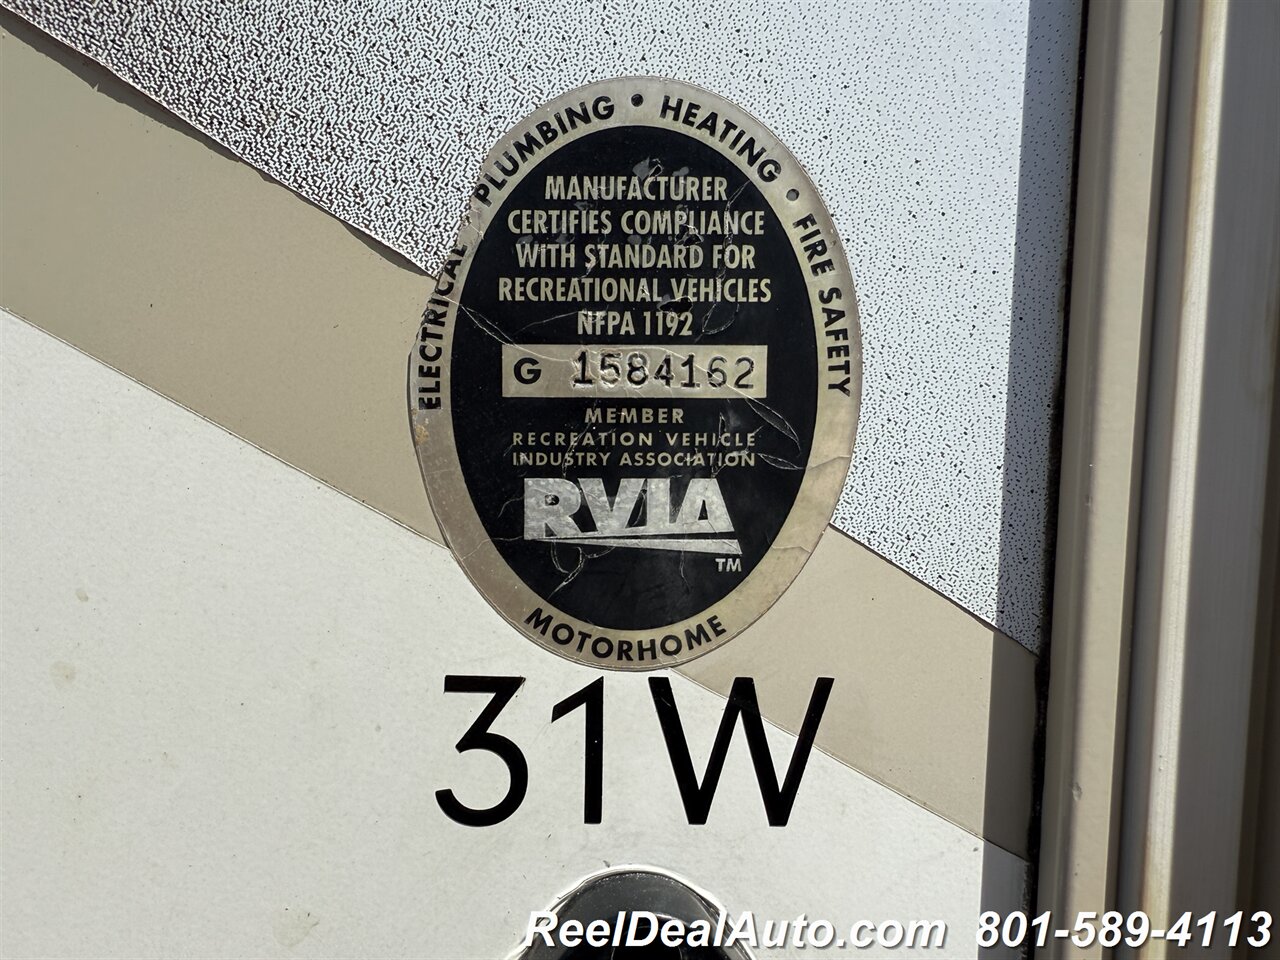 ELECTRICAL • PLUMBING • HEATING • FIRE SAFETY
MANUFACTURER
CERTIFIES COMPLIANCE
WITH STANDARD FOR
RECREATIONAL VEHICLES
NFPA 1192
G 1584162
MEMBER
RECREATION VEHICLE
INDUSTRY ASSOCIATION
RVIA
TM
MOTORHOME
31W
ReelDealAuto.com 801-589-4113